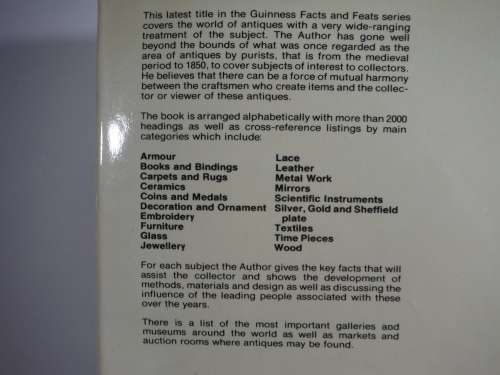 This latest title in the Guinness Facts and Feats series
covers the world of antiques with a very wide-ranging
treatment of the subject. The Author has gone well
beyond the bounds of what was once regarded as the
area of antiques by purists, that is from the medieval
period to 1850, to cover subjects of interest to collectors.
He believes that there can be a force of mutual harmony
between the craftsmen who create items and the collec-
tor or viewer of these antiques.
The book is arranged alphabetically with more than 2000
headings as well as cross-reference listings by main
categories which include:
Armour
Books and Bindings
Carpets and Rugs
Ceramics
Coins and Medals
Decoration and Ornament
Embroidery
Furniture
Glass
Jewellery
Lace
Leather
Metal Work
Mirrors
Scientific Instruments
Silver, Gold and Sheffield
plate
Textiles
Time Pieces
Wood
For each subject the Author gives the key facts that will
assist the collector and shows the development of
methods, materials and design as well as discussing the
influence of the leading people associated with these
over the years.
There is a list of the most important galleries and
museums around the world as well as markets and
auction rooms where antiques may be found.